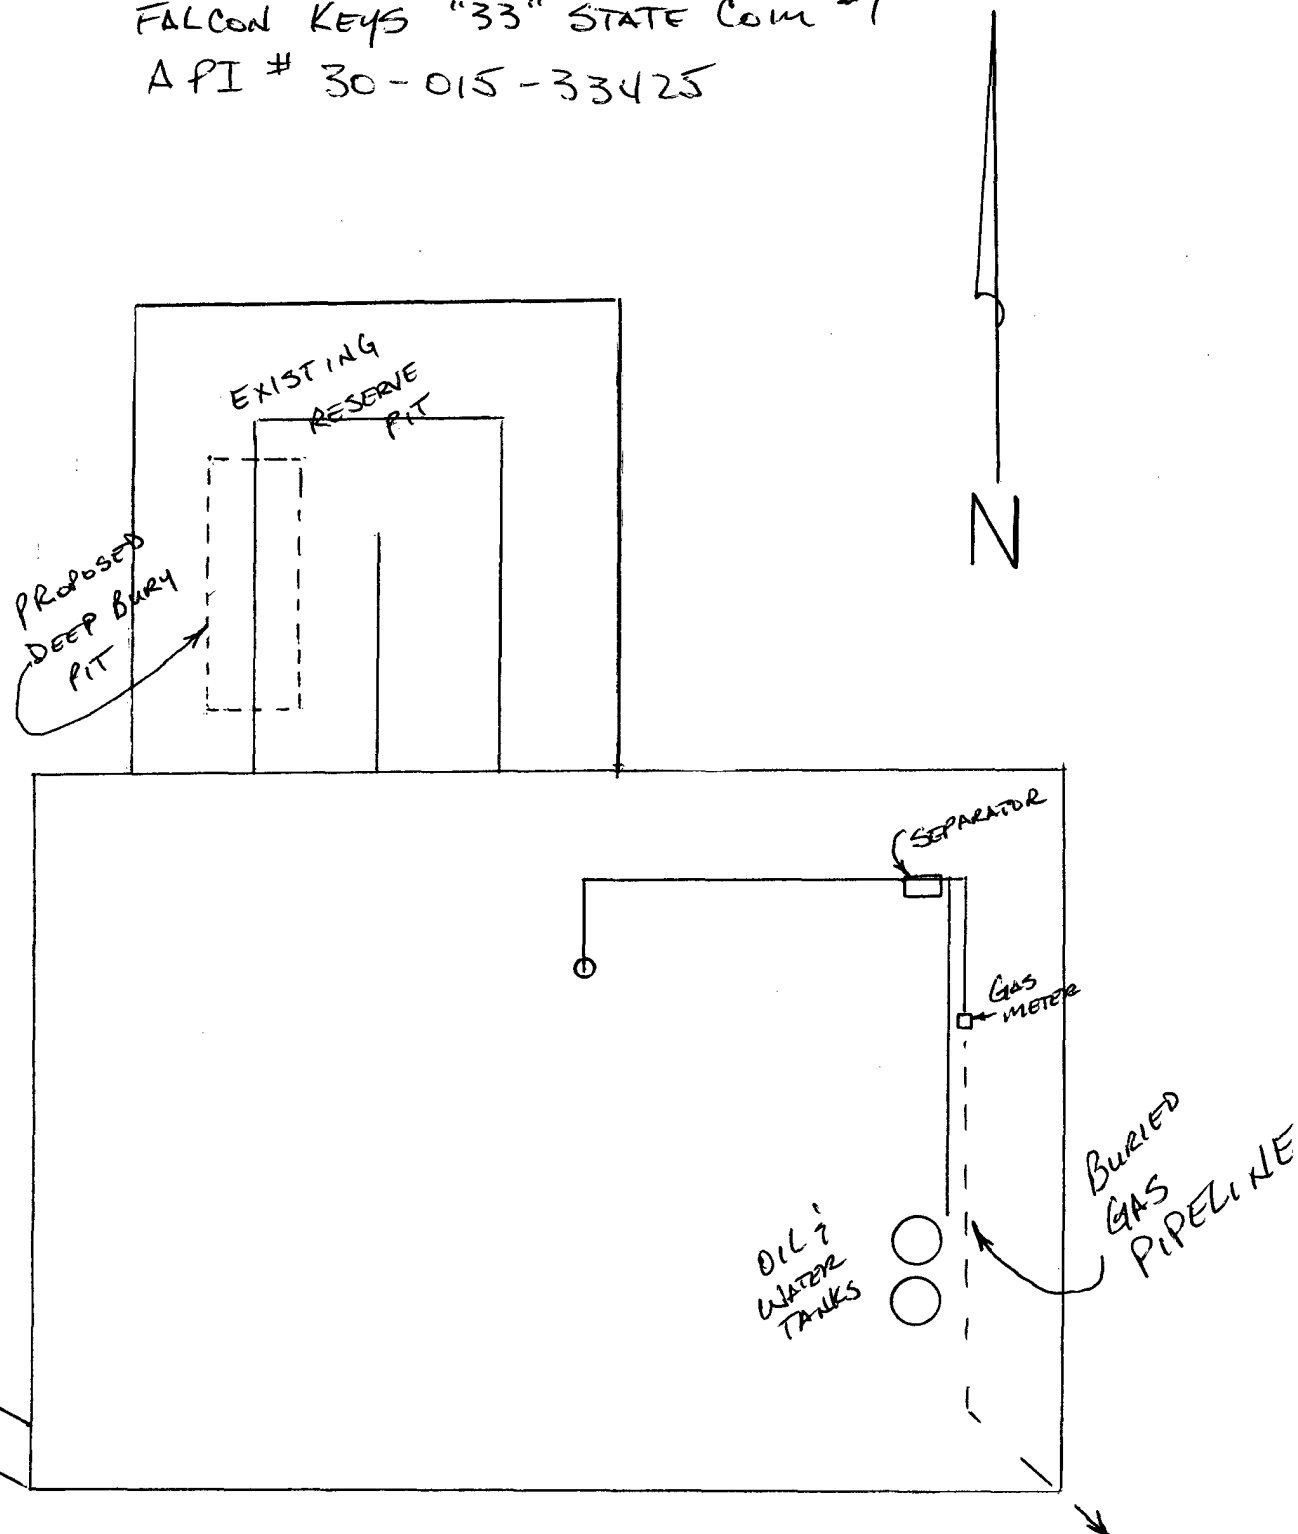 FALCON KEYS "33" STATE COM #1
API # 30-015-33425
EXISTING
RESERVE
PIT
N
PROPOSED
DEEP BURY
PIT
SEPARATOR
GAS
METER
BURIED
GAS
PIPELINE
OIL &
WATER
TANKS